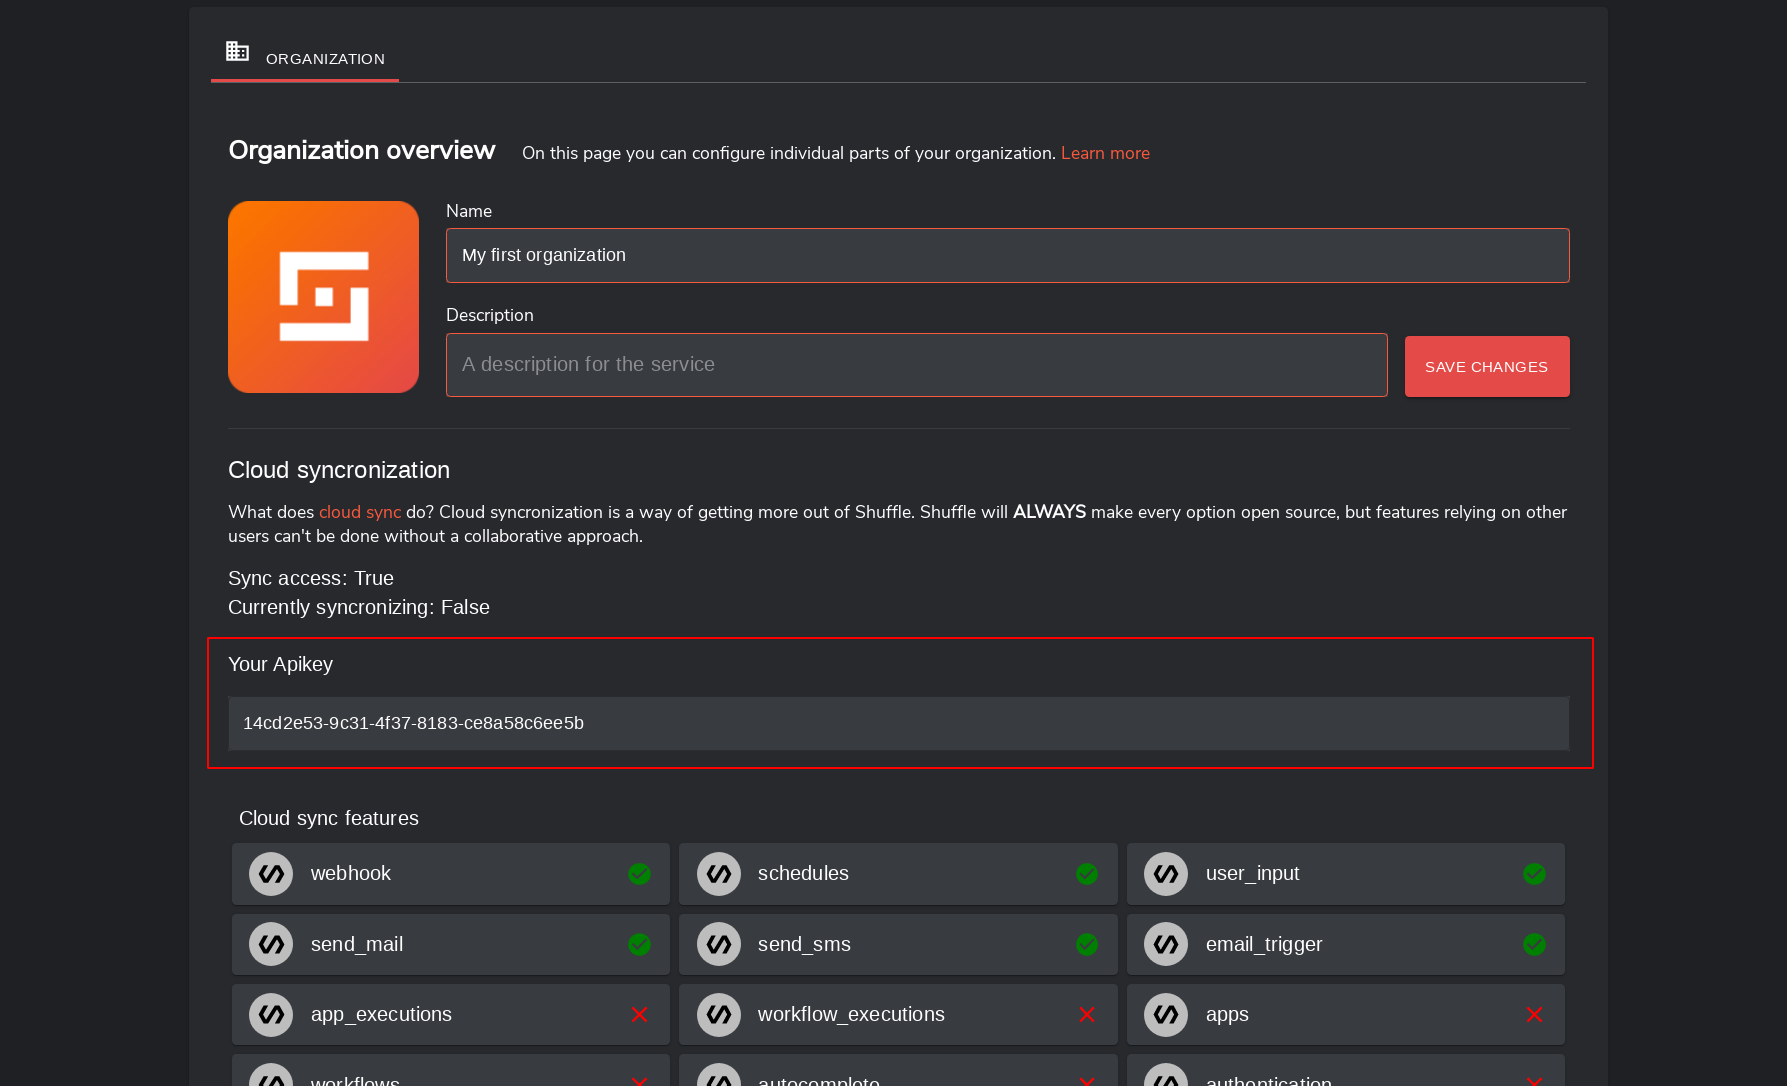 ORGANIZATION
Organization overview On this page you can configure individual parts of your organization. Learn more
Name
My first organization
Description
A description for the service
SAVE CHANGES
Cloud syncronization
What does cloud sync do? Cloud syncronization is a way of getting more out of Shuffle. Shuffle will ALWAYS make every option open source, but features relying on other
users can't be done without a collaborative approach.
Sync access: True
Currently syncronizing: False
Your Apikey
14cd2e53-9c31-4f37-8183-ce8a58c6ee5b
Cloud sync features
webhook schedules user_input
send_mail send_sms email_trigger
app_executions workflow_executions apps
workflows autocomplete authentication